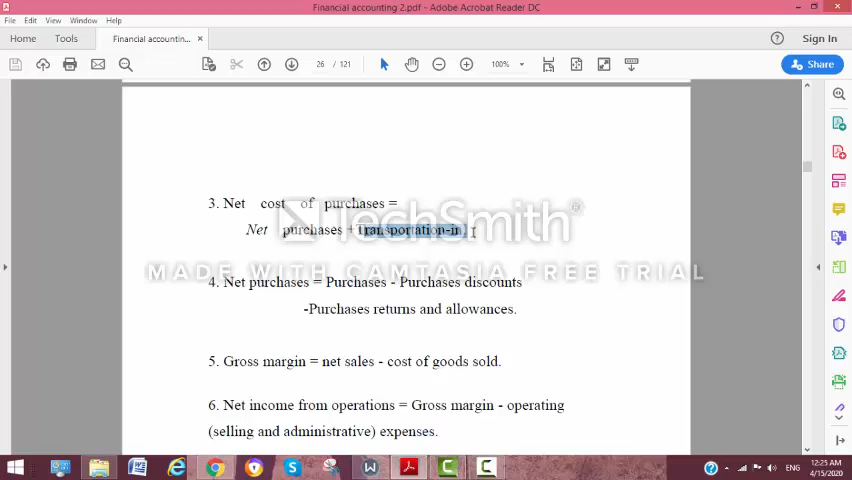 Financial accounting 2.pdf - Adobe Acrobat Reader DC
File Edit View Window Help
Home Tools Financial accountin... × Sign In
26 / 121 100% Share
3. Net cost of purchases =
Net purchases + Transportation-in
TechSmith®
MADE WITH CAMTASIA FREE TRIAL
4. Net purchases = Purchases - Purchases discounts
-Purchases returns and allowances.
5. Gross margin = net sales - cost of goods sold.
6. Net income from operations = Gross margin - operating
(selling and administrative) expenses.
ENG 12:25 AM
4/15/2020